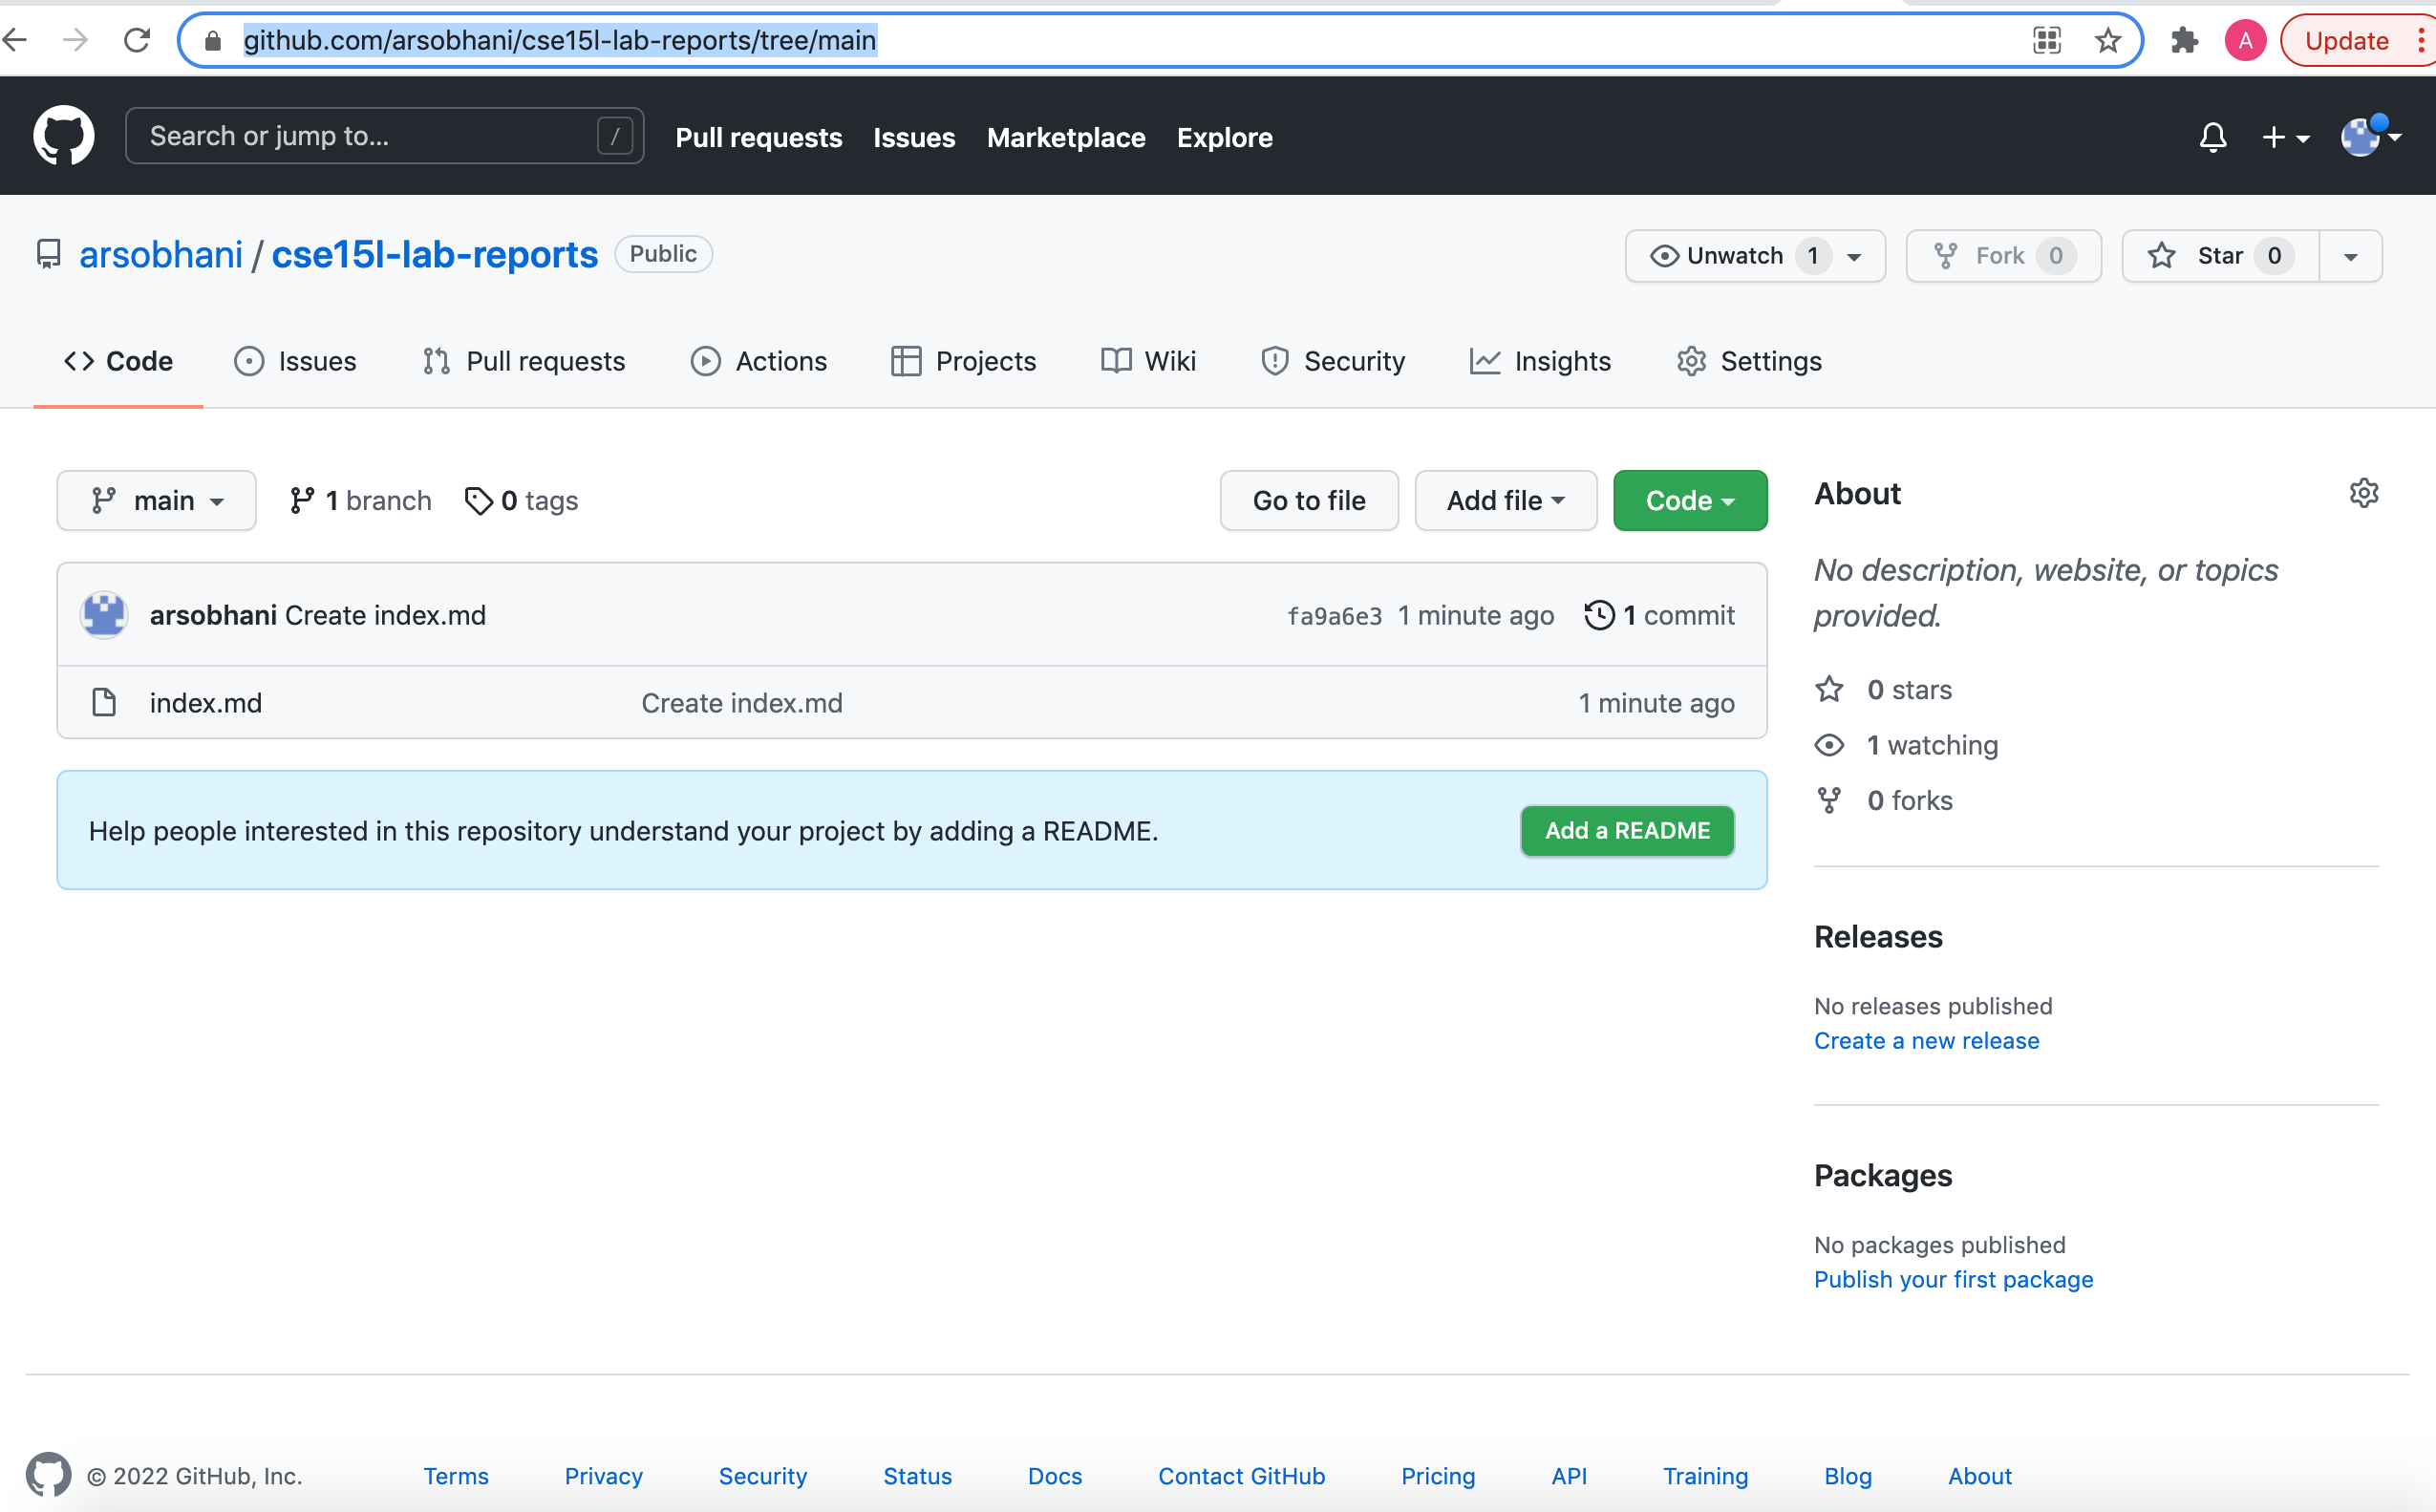 github.com/arsobhani/cse15l-lab-reports/tree/main
A
Update
Search or jump to...
/
Pull requests Issues Marketplace Explore
arsobhani / cse15l-lab-reports Public
Unwatch 1
Fork 0
Star 0
Code Issues Pull requests Actions Projects Wiki Security Insights Settings
main 1 branch 0 tags
Go to file Add file Code
arsobhani Create index.md fa9a6e3 1 minute ago 1 commit
index.md Create index.md 1 minute ago
Help people interested in this repository understand your project by adding a README. Add a README
About
No description, website, or topics
provided.
0 stars
1 watching
0 forks
Releases
No releases published
Create a new release
Packages
No packages published
Publish your first package
© 2022 GitHub, Inc. Terms Privacy Security Status Docs Contact GitHub Pricing API Training Blog About